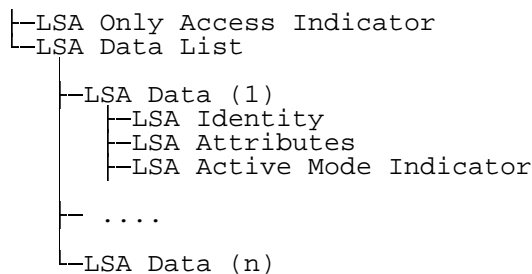 LSA Only Access Indicator
LSA Data List
LSA Data (1)
LSA Identity
LSA Attributes
LSA Active Mode Indicator
....
LSA Data (n)